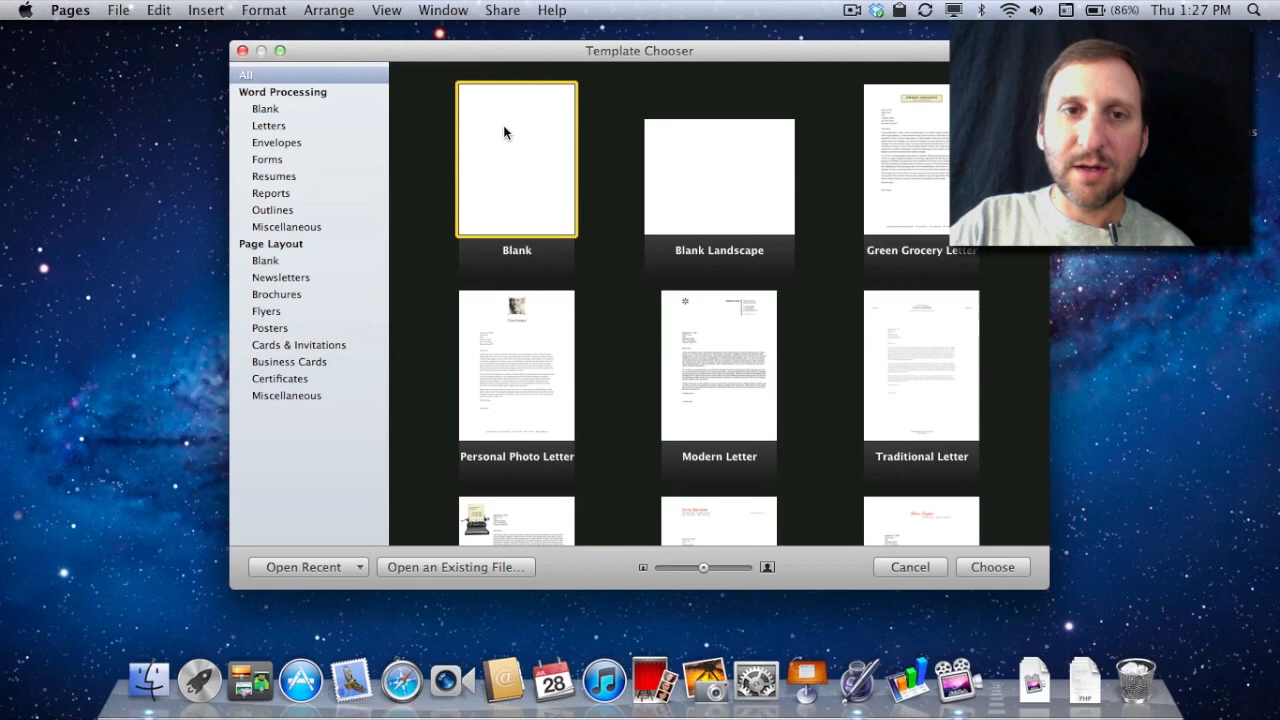 Pages File Edit Insert Format Arrange View Window Share Help (86%) Thu 1:27 PM
Template Chooser
All
Word Processing
Blank
Letters
Envelopes
Forms
Resumes
Reports
Outlines
Miscellaneous
Page Layout
Blank
Newsletters
Brochures
Flyers
Posters
Cards & Invitations
Business Cards
Certificates
Miscellaneous
Blank Blank Landscape Green Grocery Letter
Personal Photo Letter Modern Letter Traditional Letter
Open Recent Open an Existing File... Cancel Choose
JUL
28
PHP